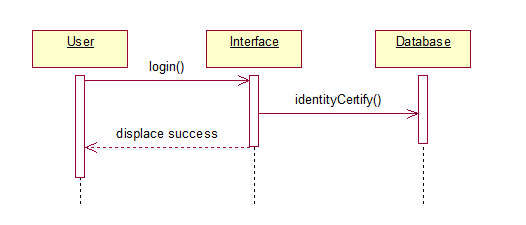 User
Interface
Database
login()
identityCertify()
displace success